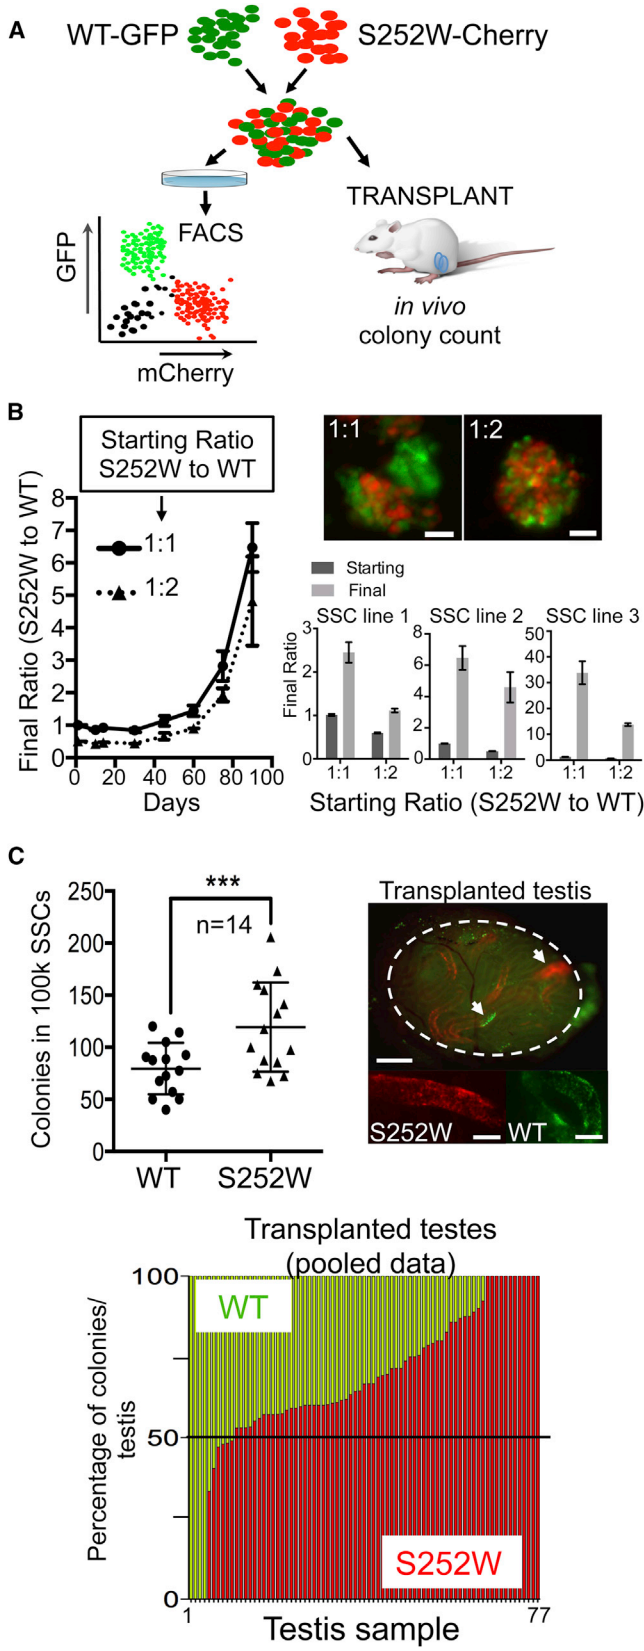 A
WT-GFP
S252W-Cherry
TRANSPLANT
FACS
GFP
mCherry
in vivo
colony count
B
Starting Ratio
S252W to WT
Final Ratio (S252W to WT)
8
7
6
5
4
3
2
1
0
1:1
1:2
0
20
40
60
80
100
Days
1:1
1:2
Starting
Final
SSC line 1
SSC line 2
SSC line 3
Final Ratio
3
2
1
0
1:1
1:2
8
6
4
2
0
1:1
1:2
50
40
30
20
10
0
1:1
1:2
Starting Ratio (S252W to WT)
C
Colonies in 100k SSCs
250
200
150
100
50
0
***
n=14
WT
S252W
Transplanted testis
S252W
WT
Transplanted testes
(pooled data)
Percentage of colonies/
testis
100
50
0
WT
S252W
1
77
Testis sample